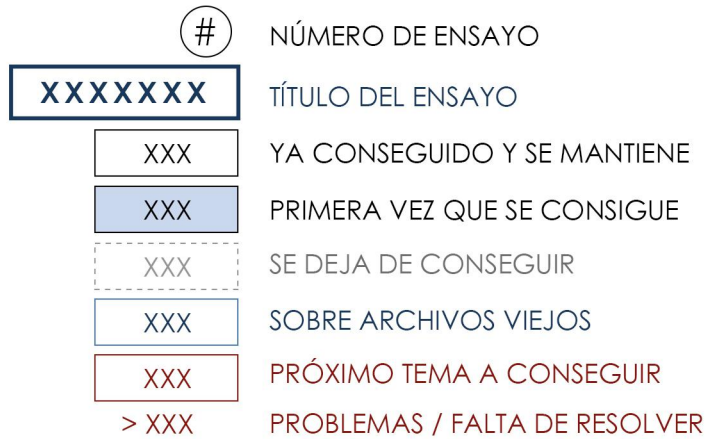 # NÚMERO DE ENSAYO
XXXXXXX TÍTULO DEL ENSAYO
XXX YA CONSEGUIDO Y SE MANTIENE
XXX PRIMERA VEZ QUE SE CONSIGUE
XXX SE DEJA DE CONSEGUIR
XXX SOBRE ARCHIVOS VIEJOS
XXX PRÓXIMO TEMA A CONSEGUIR
> XXX PROBLEMAS / FALTA DE RESOLVER